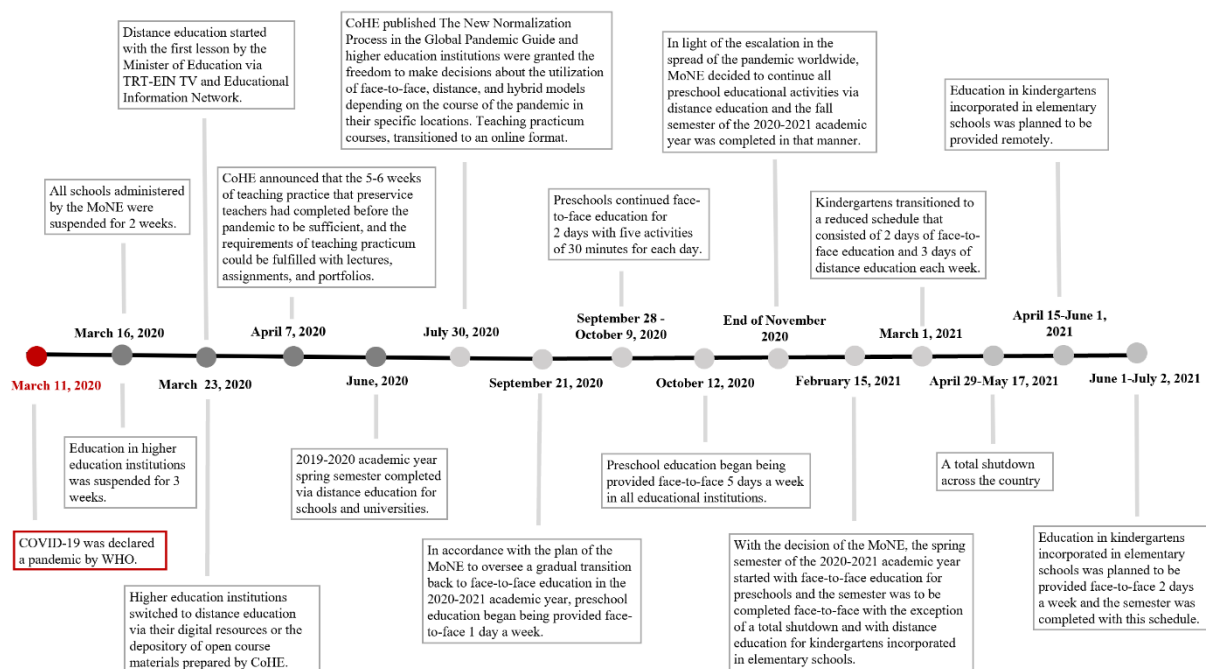 Distance education started
with the first lesson by the
Minister of Education via
TRT-EIN TV and Educational
Information Network.
CoHE published The New Normalization
Process in the Global Pandemic Guide and
higher education institutions were granted the
freedom to make decisions about the utilization
of face-to-face, distance, and hybrid models
depending on the course of the pandemic in
their specific locations. Teaching practicum
courses, transitioned to an online format.
In light of the escalation in the
spread of the pandemic worldwide,
MoNE decided to continue all
preschool educational activities via
distance education and the fall
semester of the 2020-2021 academic
year was completed in that manner.
Education in kindergartens
incorporated in elementary
schools was planned to be
provided remotely.
All schools administered
by the MoNE were
suspended for 2 weeks.
CoHE announced that the 5-6 weeks
of teaching practice that preservice
teachers had completed before the
pandemic to be sufficient, and the
requirements of teaching practicum
could be fulfilled with lectures,
assignments, and portfolios.
Preschools continued face-
to-face education for
2 days with five activities
of 30 minutes for each day.
Kindergartens transitioned to
a reduced schedule that
consisted of 2 days of face-to-
face education and 3 days of
distance education each week.
March 16, 2020
April 7, 2020
July 30, 2020
September 28 -
October 9, 2020
End of November
2020
March 1, 2021
April 15-June 1,
2021
March 11, 2020
March 23, 2020
June, 2020
September 21, 2020
October 12, 2020
February 15, 2021
April 29-May 17, 2021
June 1-July 2, 2021
Education in higher
education institutions
was suspended for 3
weeks.
2019-2020 academic year
spring semester completed
via distance education for
schools and universities.
Preschool education began being
provided face-to-face 5 days a week
in all educational institutions.
A total shutdown
across the country
COVID-19 was declared
a pandemic by WHO.
Higher education institutions
switched to distance education
via their digital resources or the
depository of open course
materials prepared by CoHE.
In accordance with the plan of the
MoNE to oversee a gradual transition
back to face-to-face education in the
2020-2021 academic year, preschool
education began being provided face-
to-face 1 day a week.
With the decision of the MoNE, the spring
semester of the 2020-2021 academic year
started with face-to-face education for
preschools and the semester was to be
completed face-to-face with the exception
of a total shutdown and with distance
education for kindergartens incorporated
in elementary schools.
Education in kindergartens
incorporated in elementary
schools was planned to be
provided face-to-face 2 days
a week and the semester was
completed with this schedule.